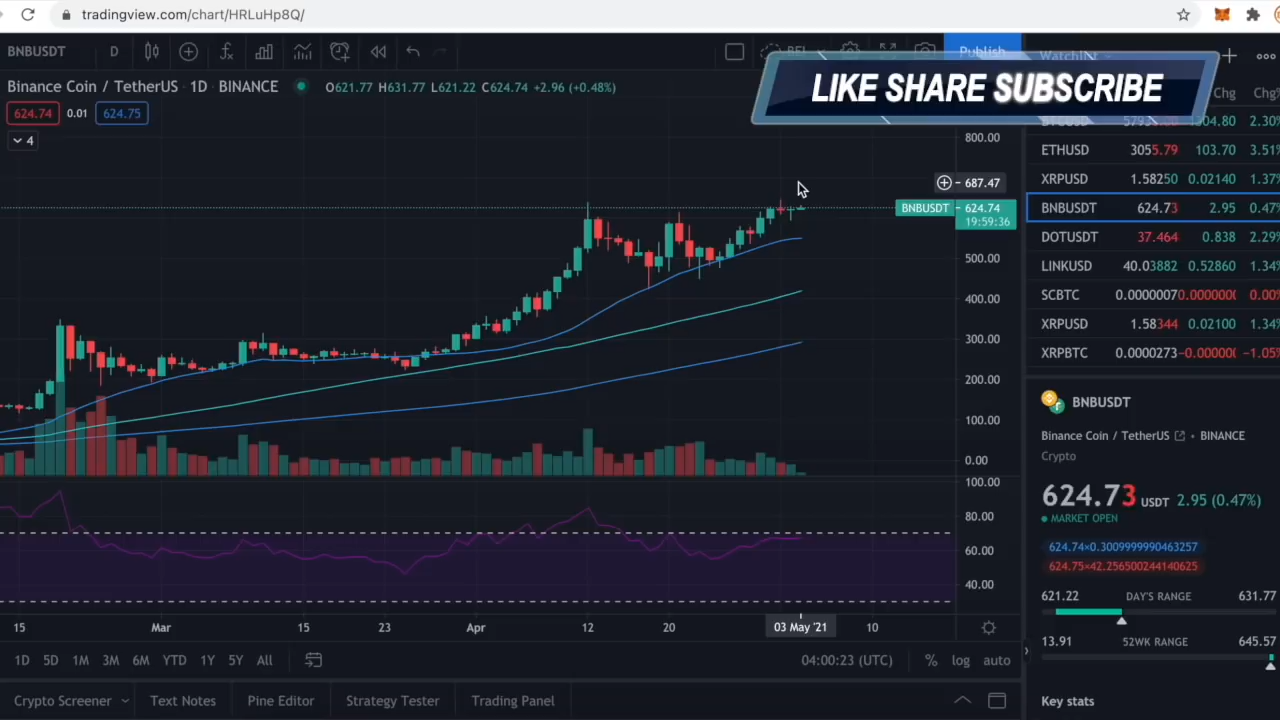 tradingview.com/chart/HRLuHp8Q/
BNBUSDT D Publish
LIKE SHARE SUBSCRIBE
Binance Coin / TetherUS · 1D · BINANCE O621.77 H631.77 L621.22 C624.74 +2.96 (+0.48%)
624.74 0.01 624.75
4
Chg Chg%
2.30%
ETHUSD 3055.79 103.70 3.51%
XRPUSD 1.58250 0.02140 1.37%
BNBUSDT 624.73 2.95 0.47%
DOTUSDT 37.464 0.838 2.29%
LINKUSD 40.03882 0.52860 1.34%
SCBTC 0.0000007 0.000000 0.00%
XRPUSD 1.58344 0.02100 1.34%
XRPBTC 0.0000273 -0.00000 -1.05%
800.00
687.47
BNBUSDT 624.74
19:59:36
500.00
400.00
300.00
200.00
100.00
0.00
100.00
80.00
60.00
40.00
15 Mar 15 23 Apr 12 20 03 May '21 10
BNBUSDT
Binance Coin / TetherUS • BINANCE
Crypto
624.73 USDT 2.95 (0.47%)
MARKET OPEN
624.74×0.3009999990463257
624.75×42.256500244140625
621.22 DAY'S RANGE 631.77
13.91 52WK RANGE 645.57
Key stats
1D 5D 1M 3M 6M YTD 1Y 5Y All 04:00:23 (UTC) % log auto
Crypto Screener Text Notes Pine Editor Strategy Tester Trading Panel